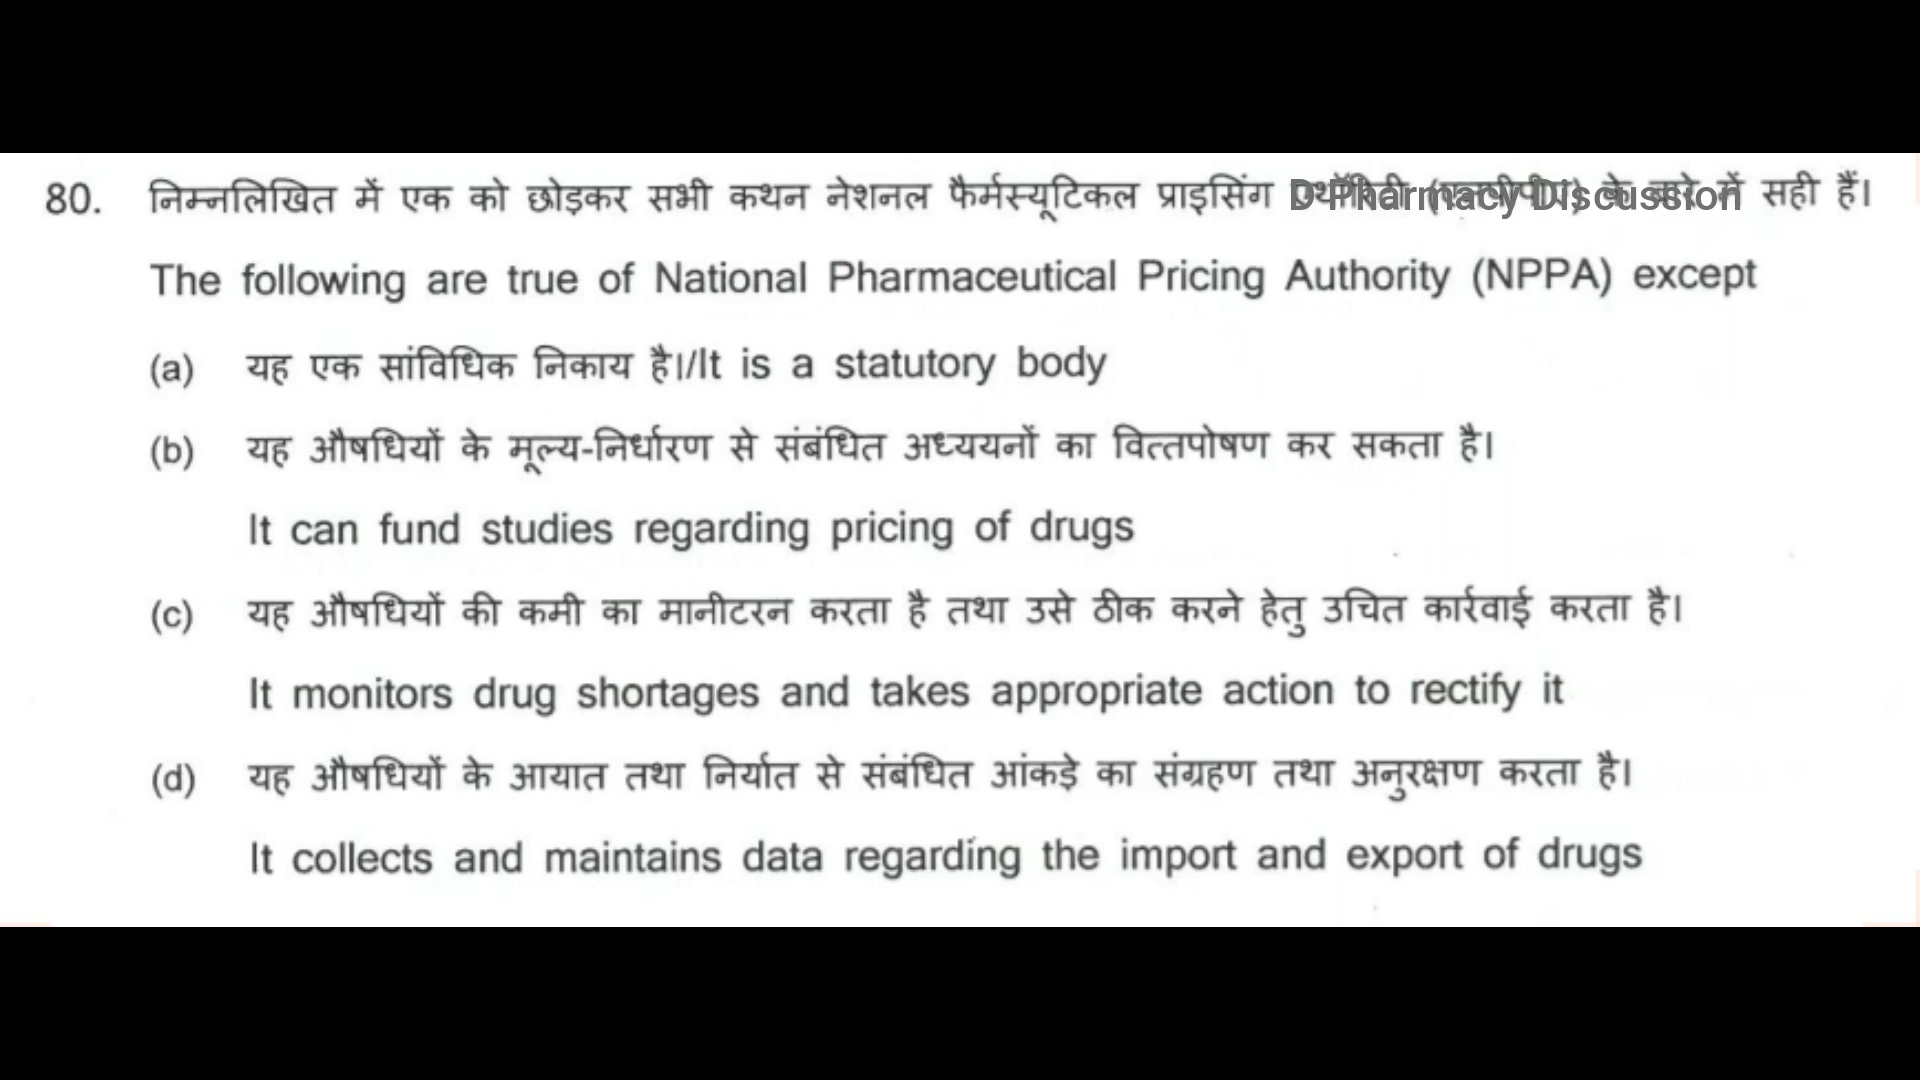 80. निम्नलिखित में एक को छोड़कर सभी कथन नेशनल फैर्मस्यूटिकल प्राइसिंग के बारे में सही हैं।
D Pharmacy Discussion
The following are true of National Pharmaceutical Pricing Authority (NPPA) except
(a) यह एक सांविधिक निकाय है।/It is a statutory body
(b) यह औषधियों के मूल्य-निर्धारण से संबंधित अध्ययनों का वित्तपोषण कर सकता है।
It can fund studies regarding pricing of drugs
(c) यह औषधियों की कमी का मानीटरन करता है तथा उसे ठीक करने हेतु उचित कार्रवाई करता है।
It monitors drug shortages and takes appropriate action to rectify it
(d) यह औषधियों के आयात तथा निर्यात से संबंधित आंकड़े का संग्रहण तथा अनुरक्षण करता है।
It collects and maintains data regarding the import and export of drugs